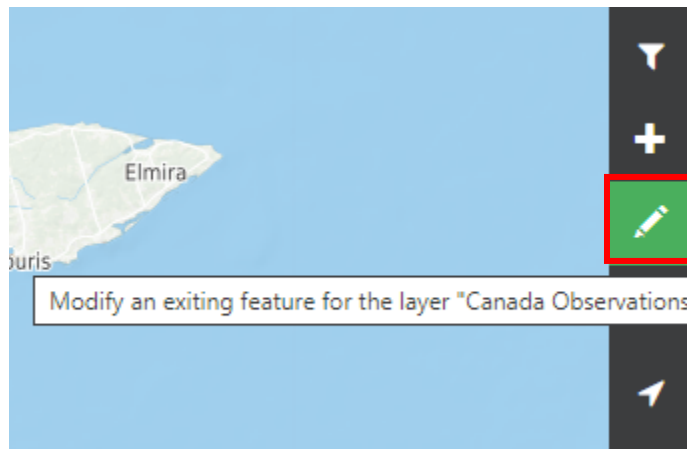 Elmira
ouris
Modify an exiting feature for the layer "Canada Observations